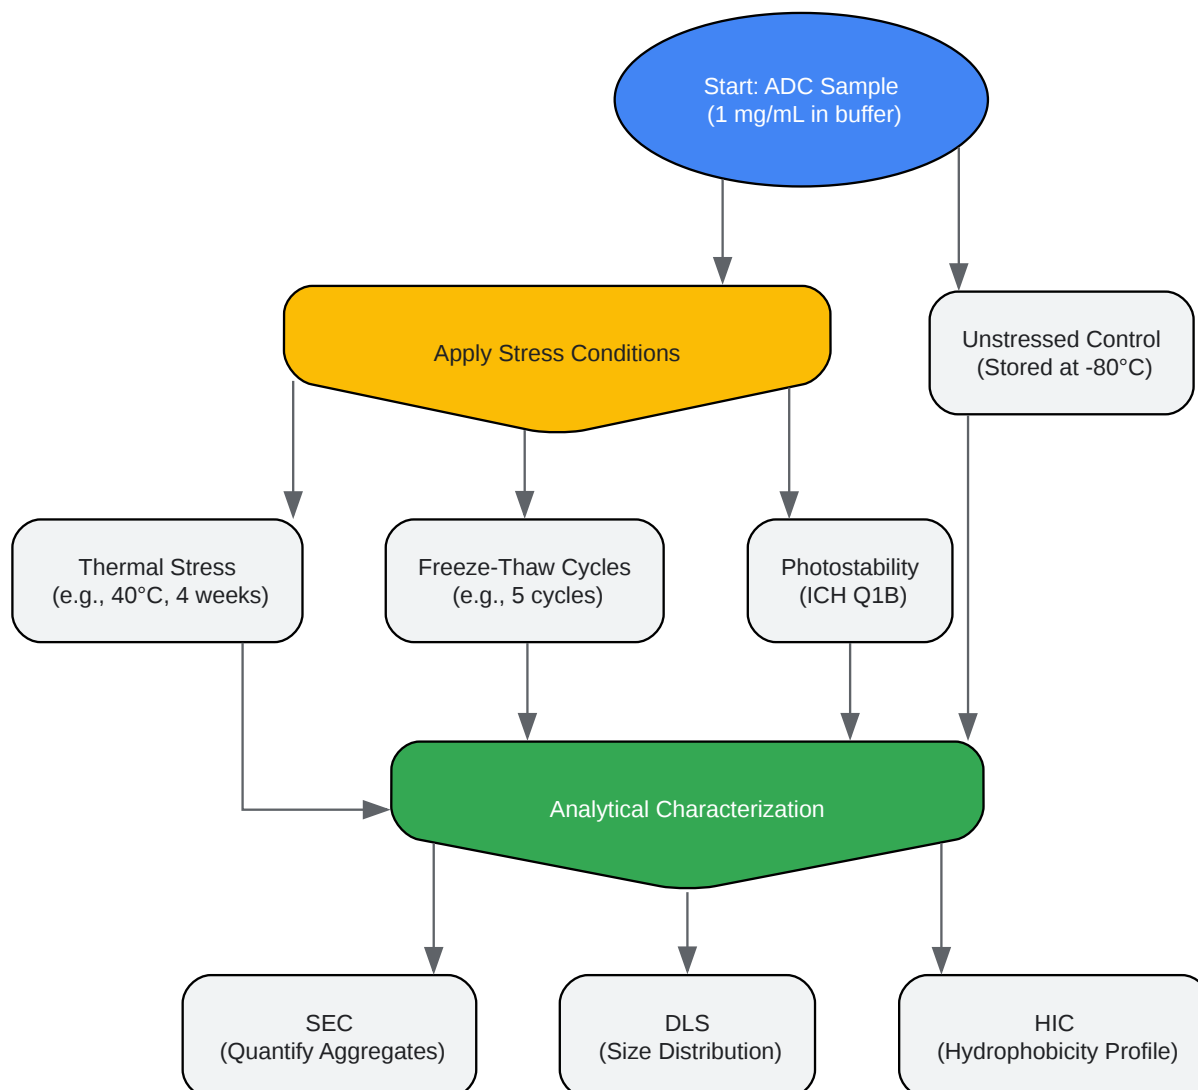 Start: ADC Sample
(1 mg/mL in buffer)
Apply Stress Conditions
Unstressed Control
(Stored at -80°C)
Thermal Stress
(e.g., 40°C, 4 weeks)
Freeze-Thaw Cycles
(e.g., 5 cycles)
Photostability
(ICH Q1B)
Analytical Characterization
SEC
(Quantify Aggregates)
DLS
(Size Distribution)
HIC
(Hydrophobicity Profile)